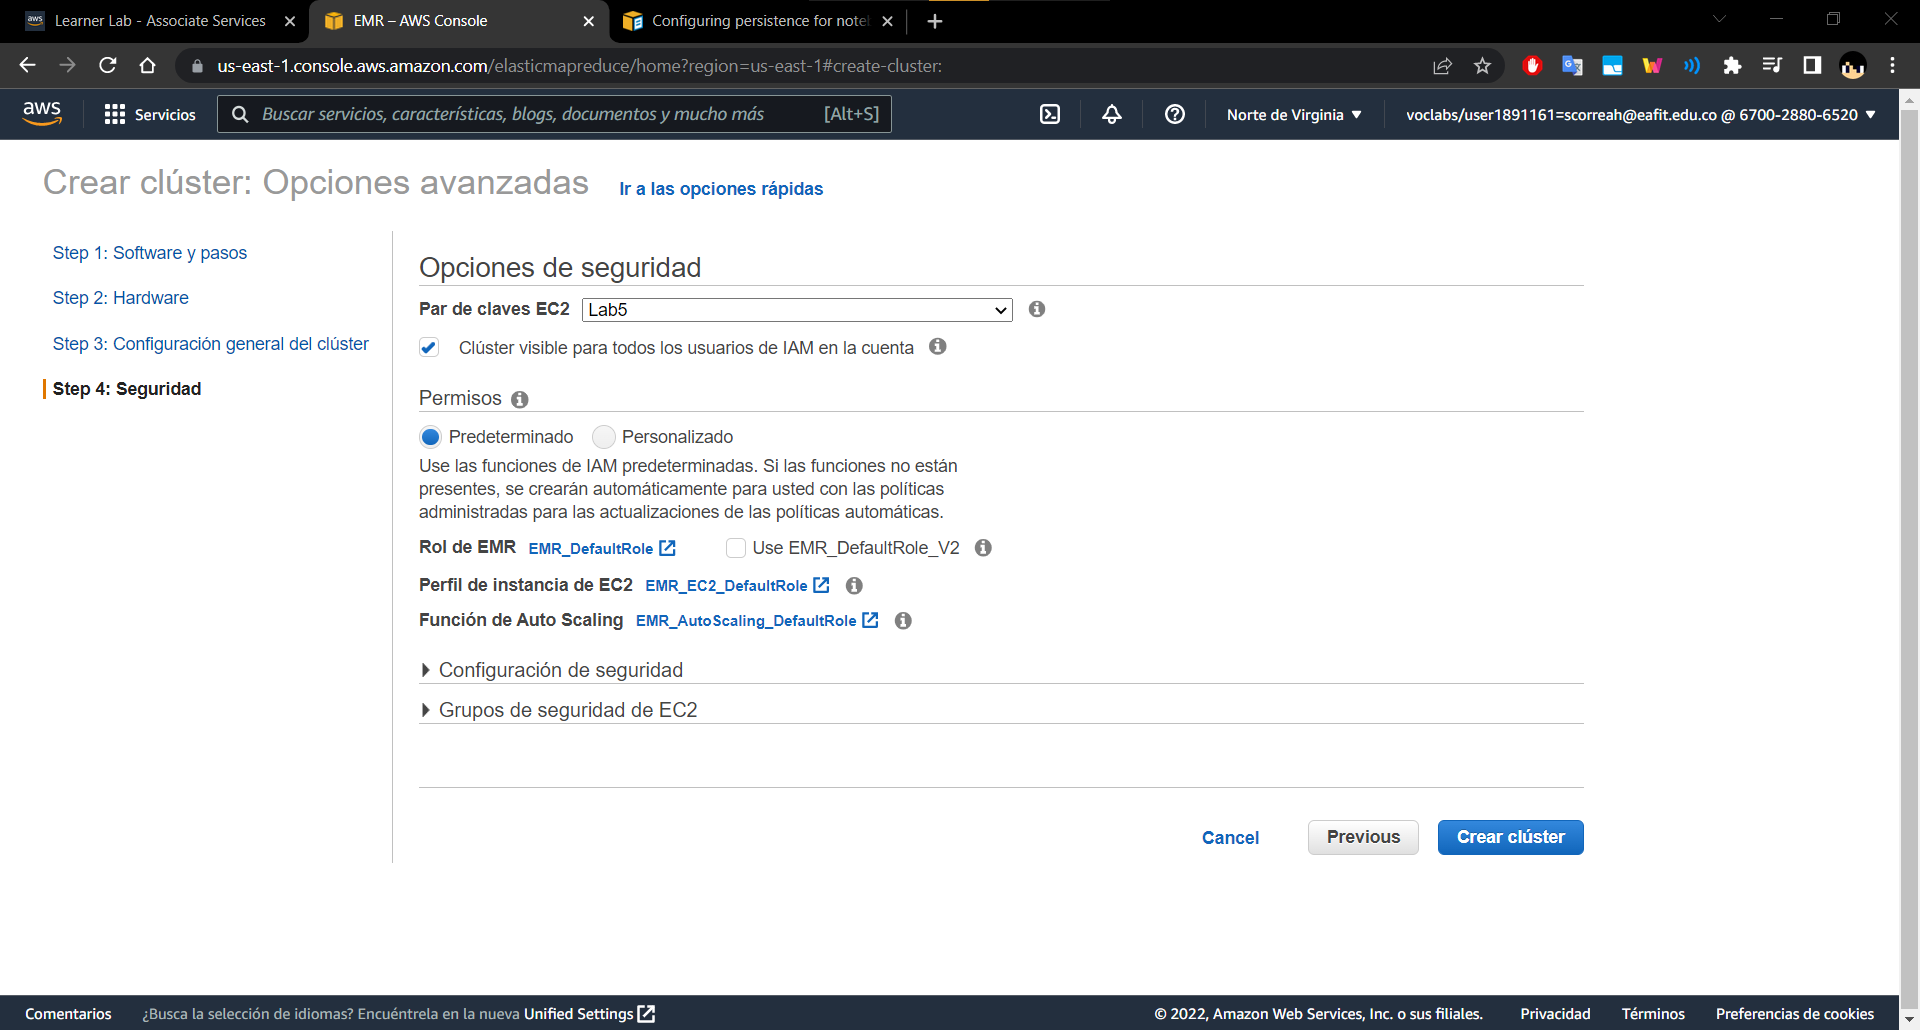 aws Learner Lab - Associate Services
EMR – AWS Console
Configuring persistence for note
us-east-1.console.aws.amazon.com/elasticmapreduce/home?region=us-east-1#create-cluster:
aws
Servicios
Buscar servicios, características, blogs, documentos y mucho más [Alt+S]
Norte de Virginia
voclabs/user1891161=scorreah@eafit.edu.co @ 6700-2880-6520
Crear clúster: Opciones avanzadas
Ir a las opciones rápidas
Step 1: Software y pasos
Step 2: Hardware
Step 3: Configuración general del clúster
Step 4: Seguridad
Opciones de seguridad
Par de claves EC2 Lab5
Clúster visible para todos los usuarios de IAM en la cuenta
Permisos
Predeterminado Personalizado
Use las funciones de IAM predeterminadas. Si las funciones no están
presentes, se crearán automáticamente para usted con las políticas
administradas para las actualizaciones de las políticas automáticas.
Rol de EMR EMR_DefaultRole Use EMR_DefaultRole_V2
Perfil de instancia de EC2 EMR_EC2_DefaultRole
Función de Auto Scaling EMR_AutoScaling_DefaultRole
Configuración de seguridad
Grupos de seguridad de EC2
Cancel Previous Crear clúster
Comentarios ¿Busca la selección de idiomas? Encuéntrela en la nueva Unified Settings
© 2022, Amazon Web Services, Inc. o sus filiales. Privacidad Términos Preferencias de cookies